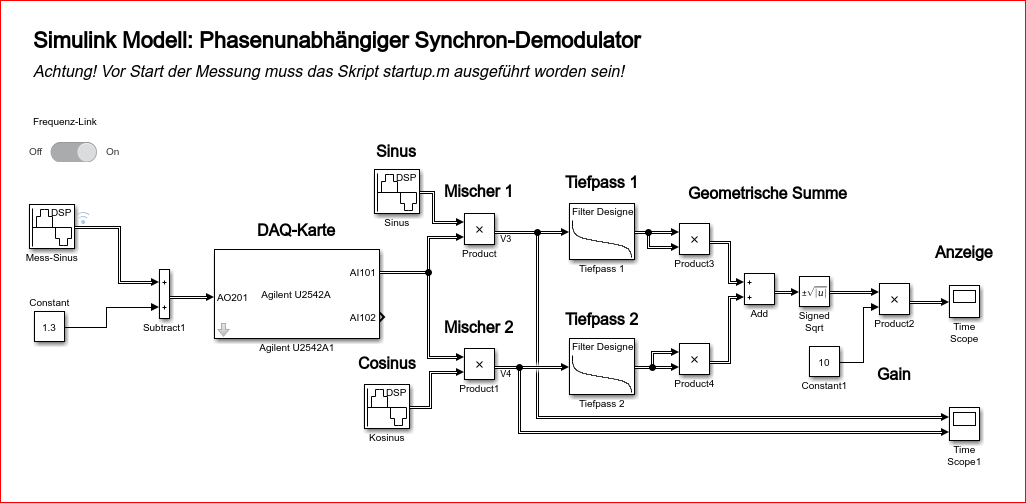 Simulink Modell: Phasenunabhängiger Synchron-Demodulator
Achtung! Vor Start der Messung muss das Skript startup.m ausgeführt worden sein!
Frequenz-Link
Off On
DSP
Mess-Sinus
Constant
1.3
+
+
Subtract1
DAQ-Karte
AO201
Agilent U2542A
AI101
AI102
Agilent U2542A1
Sinus
DSP
Sinus
Mischer 1
×
Product
V3
Mischer 2
×
Product1
V4
Cosinus
DSP
Kosinus
Tiefpass 1
Filter Designe
Tiefpass 1
Tiefpass 2
Filter Designe
Tiefpass 2
Geometrische Summe
×
Product3
×
Product4
+
+
Add
±√|u|
Signed
Sqrt
10
Constant1
×
Product2
Gain
Anzeige
Time
Scope
Time
Scope1